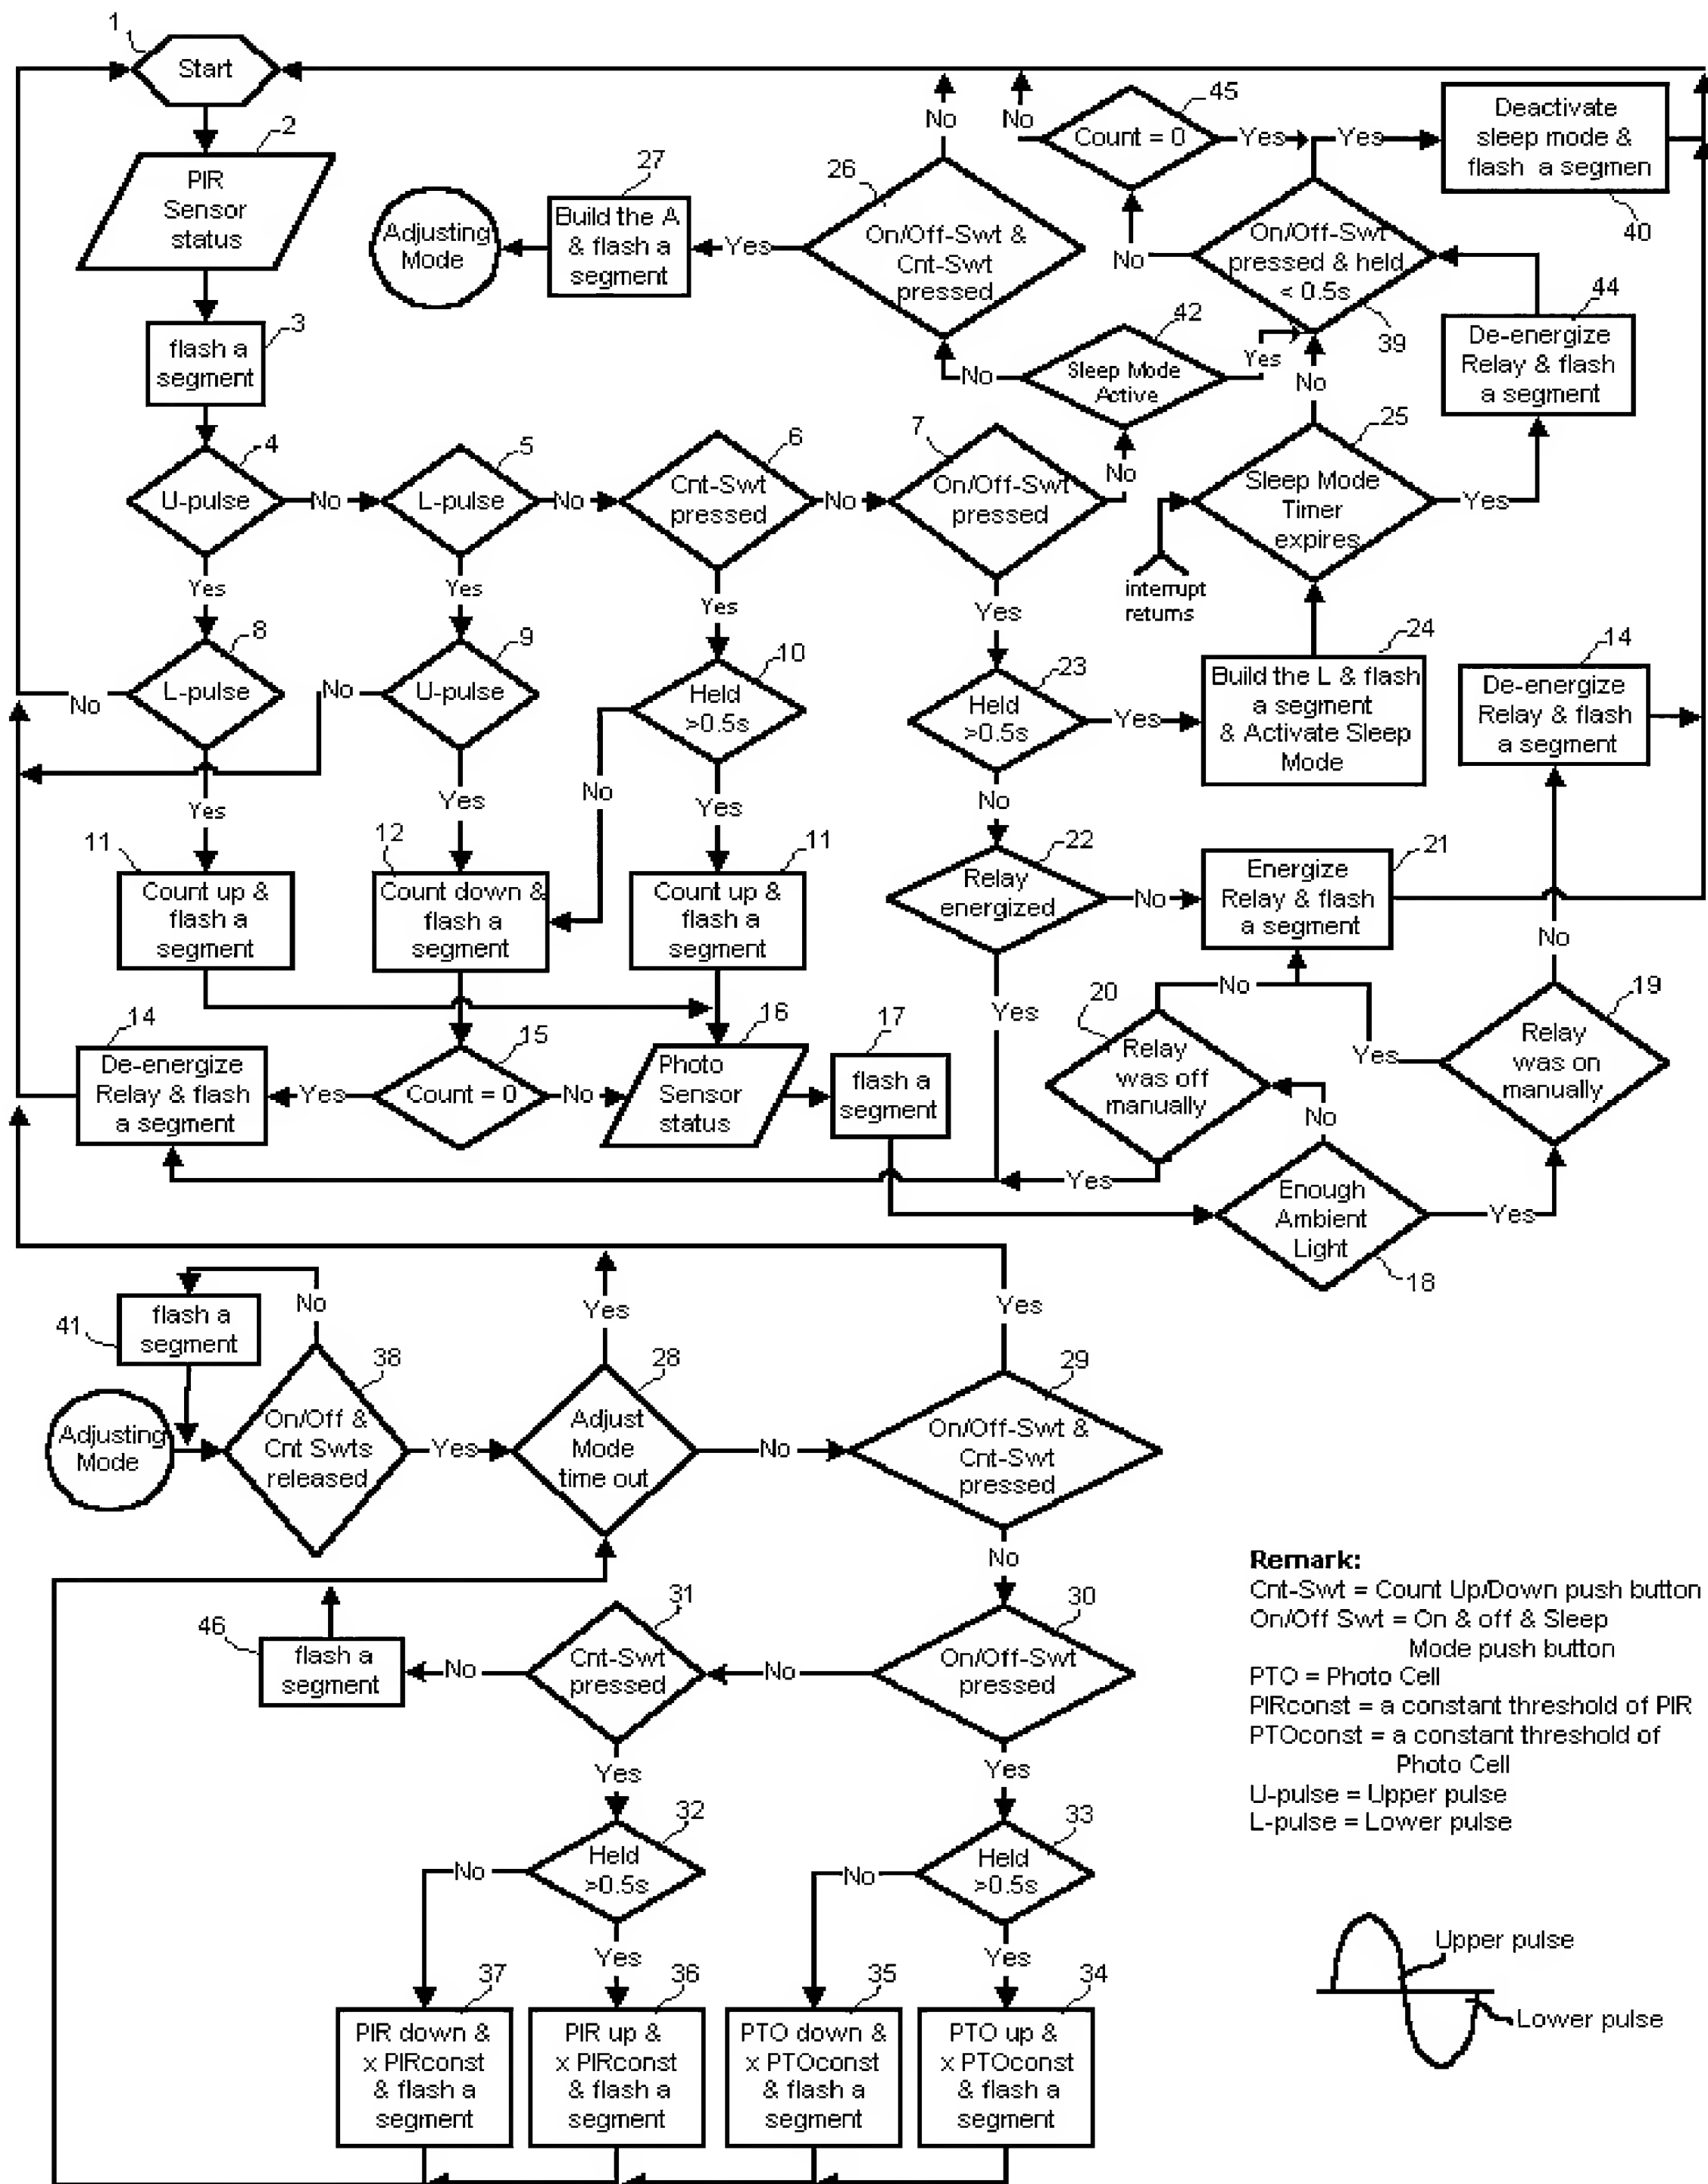 1
Start
2
PIR
Sensor
status
3
flash a
segment
4
U-pulse
No
Yes
5
L-pulse
No
Yes
6
Cnt-Swt
pressed
No
Yes
7
On/Off-Swt
pressed
No
Yes
8
L-pulse
No
Yes
9
U-pulse
No
Yes
10
Held
>0.5s
No
Yes
11
Count up &
flash a
segment
12
Count down &
flash a
segment
11
Count up &
flash a
segment
14
De-energize
Relay & flash
a segment
15
Count = 0
Yes
No
16
Photo
Sensor
status
17
flash a
segment
18
Enough
Ambient
Light
No
Yes
19
Relay
was on
manually
No
Yes
20
Relay
was off
manually
No
Yes
21
Energize
Relay & flash
a segment
22
Relay
energized
No
Yes
23
Held
>0.5s
Yes
No
24
Build the L & flash
a segment
& Activate Sleep
Mode
14
De-energize
Relay & flash
a segment
25
Sleep Mode
Timer
expires
No
Yes
interrupt
returns
26
On/Off-Swt &
Cnt-Swt
pressed
No
Yes
27
Build the A
& flash a
segment
Adjusting
Mode
42
Sleep Mode
Active
No
Yes
39
On/Off-Swt
pressed & held
< 0.5s
No
Yes
45
Count = 0
No
Yes
Deactivate
sleep mode &
flash a segmen
40
44
De-energize
Relay & flash
a segment
41
flash a
segment
No
Adjusting
Mode
38
On/Off &
Cnt Swts
released
Yes
28
Adjust
Mode
time out
Yes
No
29
On/Off-Swt &
Cnt-Swt
pressed
Yes
No
30
On/Off-Swt
pressed
No
Yes
31
Cnt-Swt
pressed
No
Yes
46
flash a
segment
32
Held
>0.5s
No
Yes
33
Held
>0.5s
No
Yes
37
PIR down &
x PIRconst
& flash a
segment
36
PIR up &
x PIRconst
& flash a
segment
35
PTO down &
x PTOconst
& flash a
segment
34
PTO up &
x PTOconst
& flash a
segment
Remark:
Cnt-Swt = Count Up/Down push button
On/Off Swt = On & off & Sleep
Mode push button
PTO = Photo Cell
PIRconst = a constant threshold of PIR
PTOconst = a constant threshold of
Photo Cell
U-pulse = Upper pulse
L-pulse = Lower pulse
Upper pulse
Lower pulse